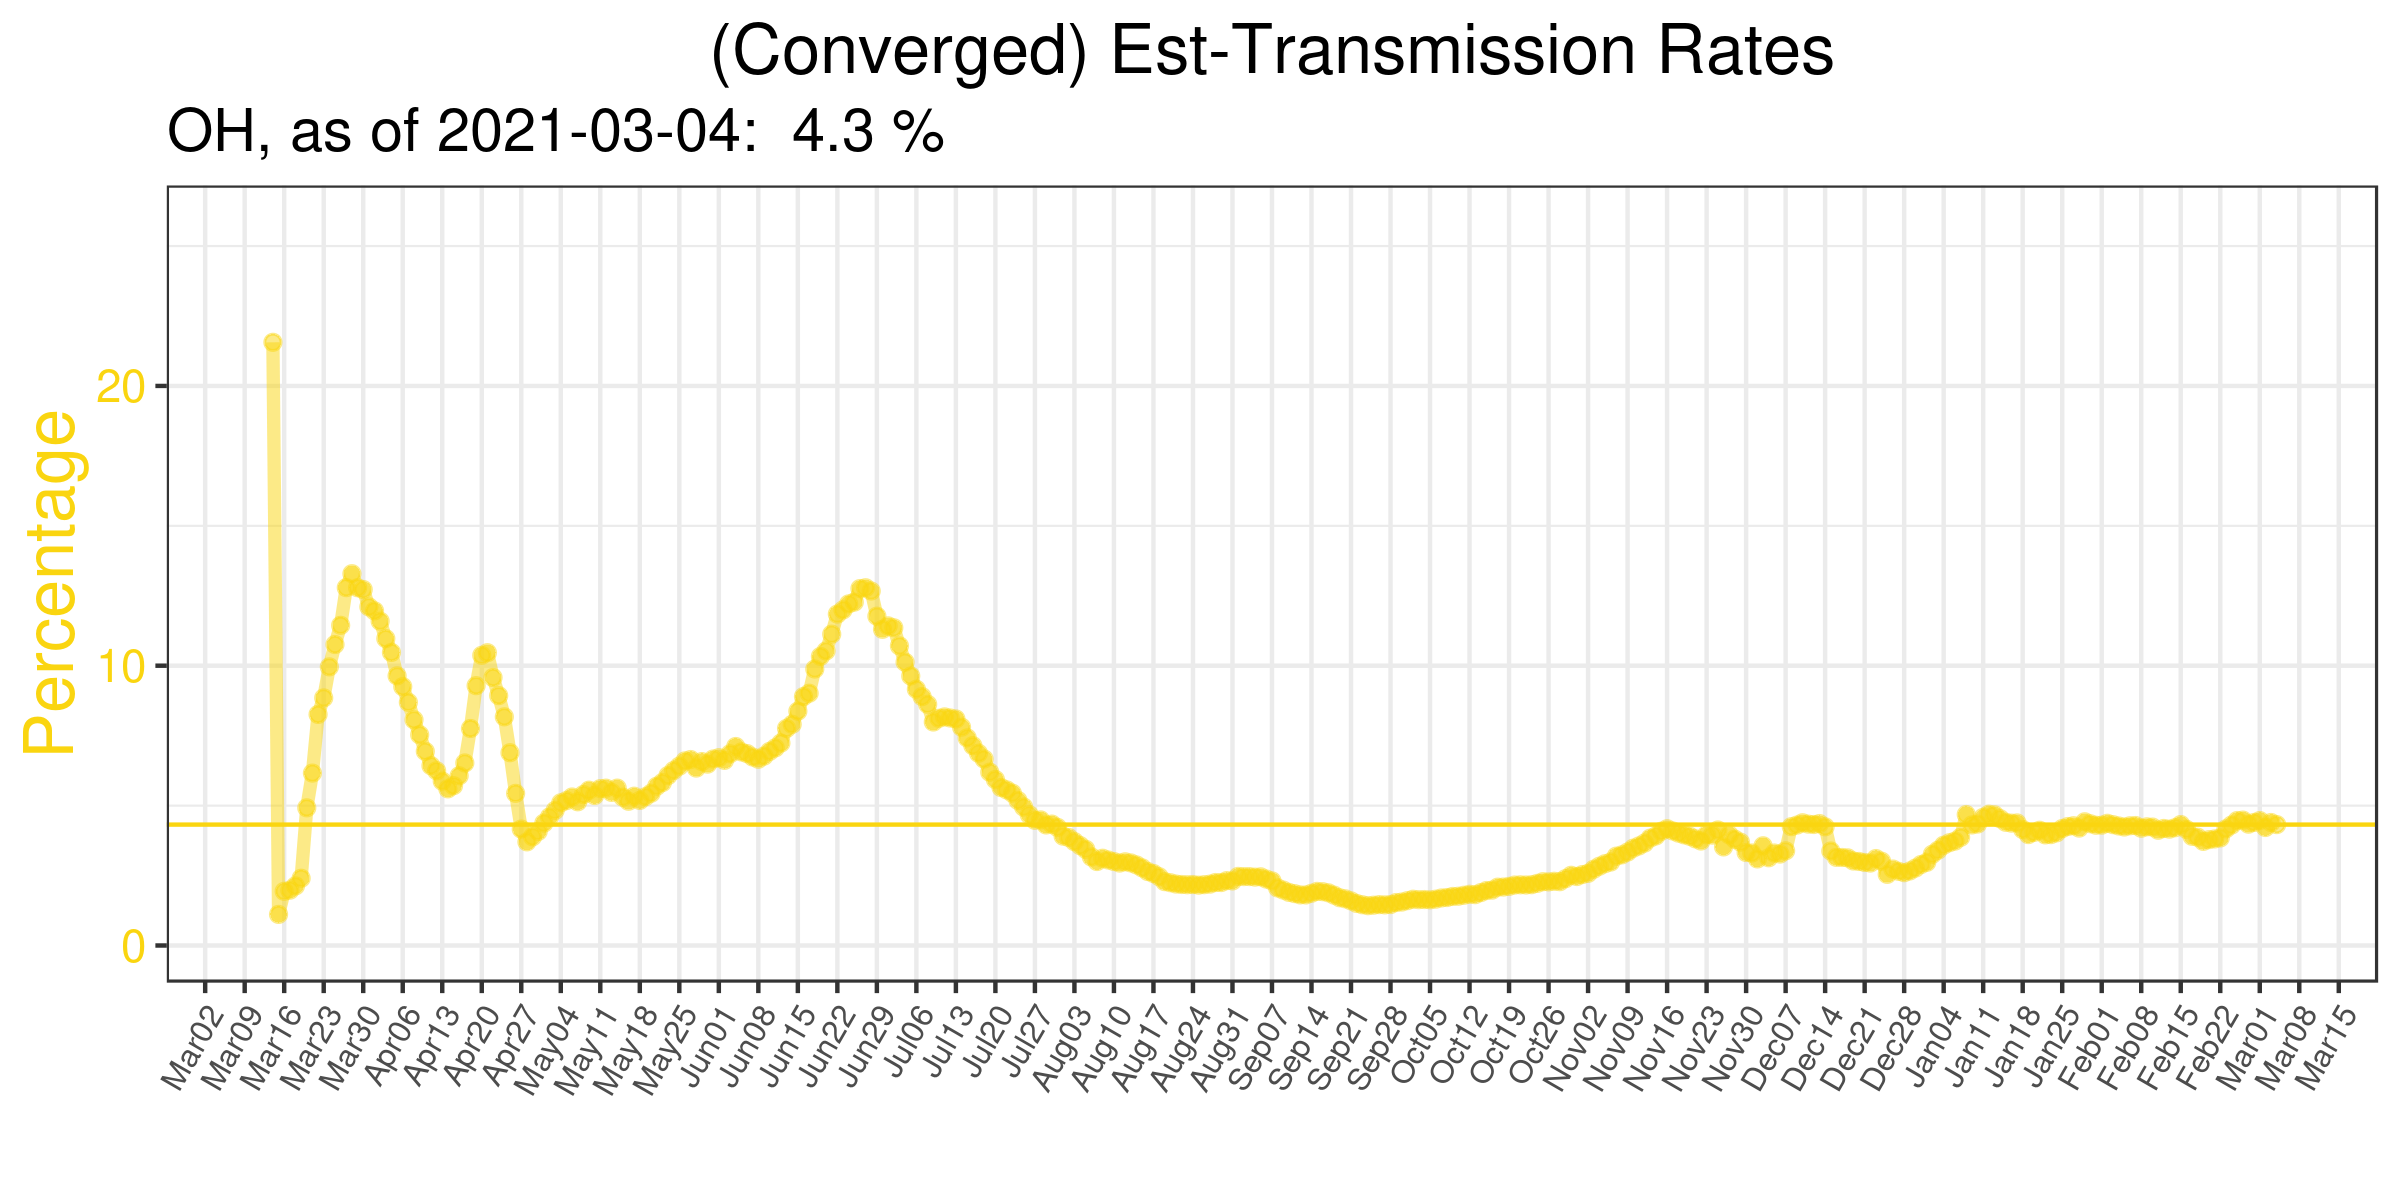 (Converged) Est-Transmission Rates
OH, as of 2021-03-04:  4.3 %
Percentage
20
10
0
Mar02
Mar09
Mar16
Mar23
Mar30
Apr06
Apr13
Apr20
Apr27
May04
May11
May18
May25
Jun01
Jun08
Jun15
Jun22
Jun29
Jul06
Jul13
Jul20
Jul27
Aug03
Aug10
Aug17
Aug24
Aug31
Sep07
Sep14
Sep21
Sep28
Oct05
Oct12
Oct19
Oct26
Nov02
Nov09
Nov16
Nov23
Nov30
Dec07
Dec14
Dec21
Dec28
Jan04
Jan11
Jan18
Jan25
Feb01
Feb08
Feb15
Feb22
Mar01
Mar08
Mar15